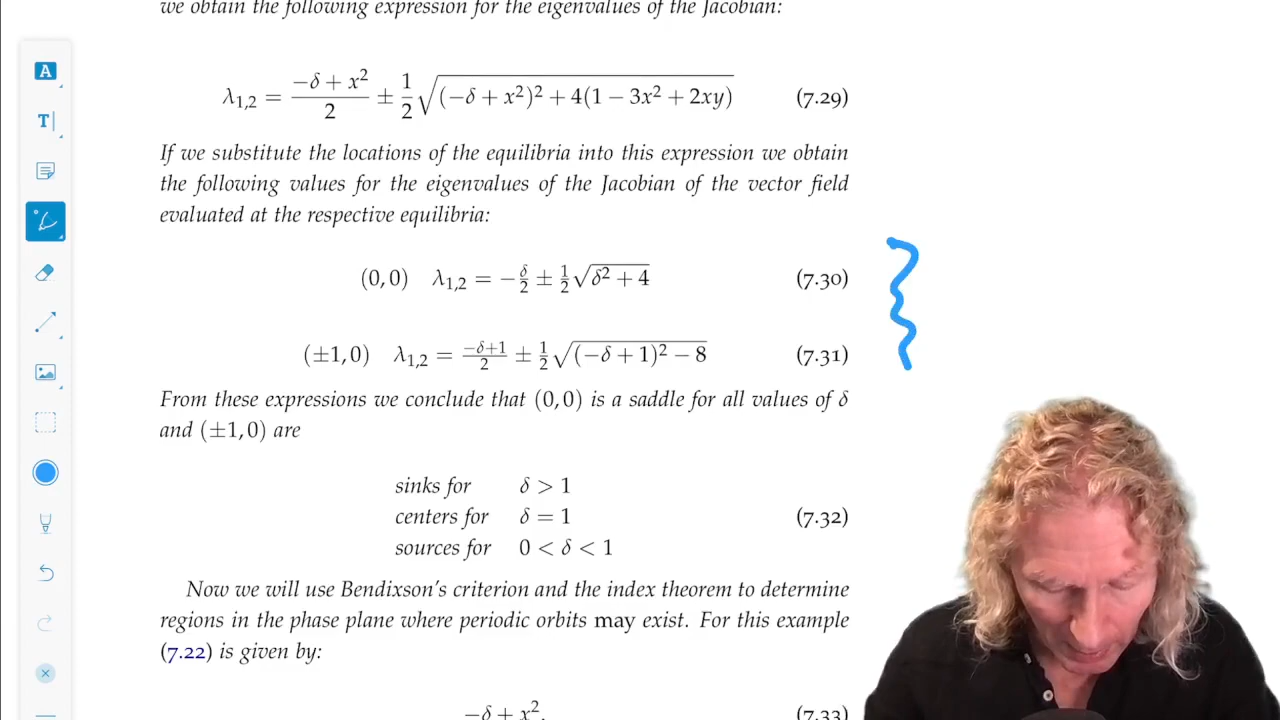 we obtain the following expression for the eigenvalues of the Jacobian:
λ₁,₂ = (−δ + x²)/2 ± 1/2 √((−δ + x²)² + 4(1 − 3x² + 2xy)) (7.29)
If we substitute the locations of the equilibria into this expression we obtain
the following values for the eigenvalues of the Jacobian of the vector field
evaluated at the respective equilibria:
(0, 0) λ₁,₂ = −δ/2 ± 1/2 √(δ² + 4) (7.30)
(±1, 0) λ₁,₂ = (−δ+1)/2 ± 1/2 √((−δ + 1)² − 8) (7.31)
From these expressions we conclude that (0, 0) is a saddle for all values of δ
and (±1, 0) are
sinks for δ > 1
centers for δ = 1 (7.32)
sources for 0 < δ < 1
Now we will use Bendixson's criterion and the index theorem to determine
regions in the phase plane where periodic orbits may exist. For this example
(7.22) is given by:
−δ + x². (7.33)
A
T